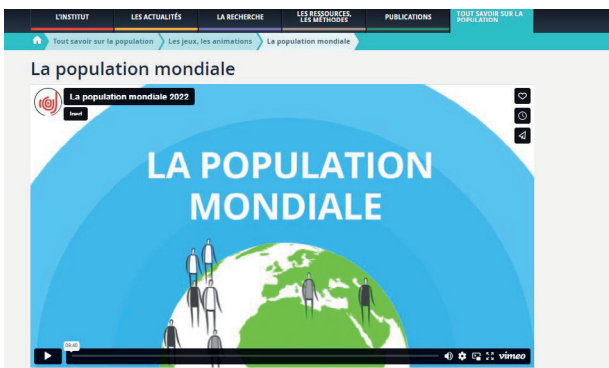 L'INSTITUT
LES ACTUALITÉS
LA RECHERCHE
LES RESSOURCES,
LES MÉTHODES
PUBLICATIONS
TOUT SAVOIR SUR LA
POPULATION
Tout savoir sur la population
Les jeux, les animations
La population mondiale
La population mondiale
La population mondiale 2022
Ined
LA POPULATION
MONDIALE
09:40
vimeo